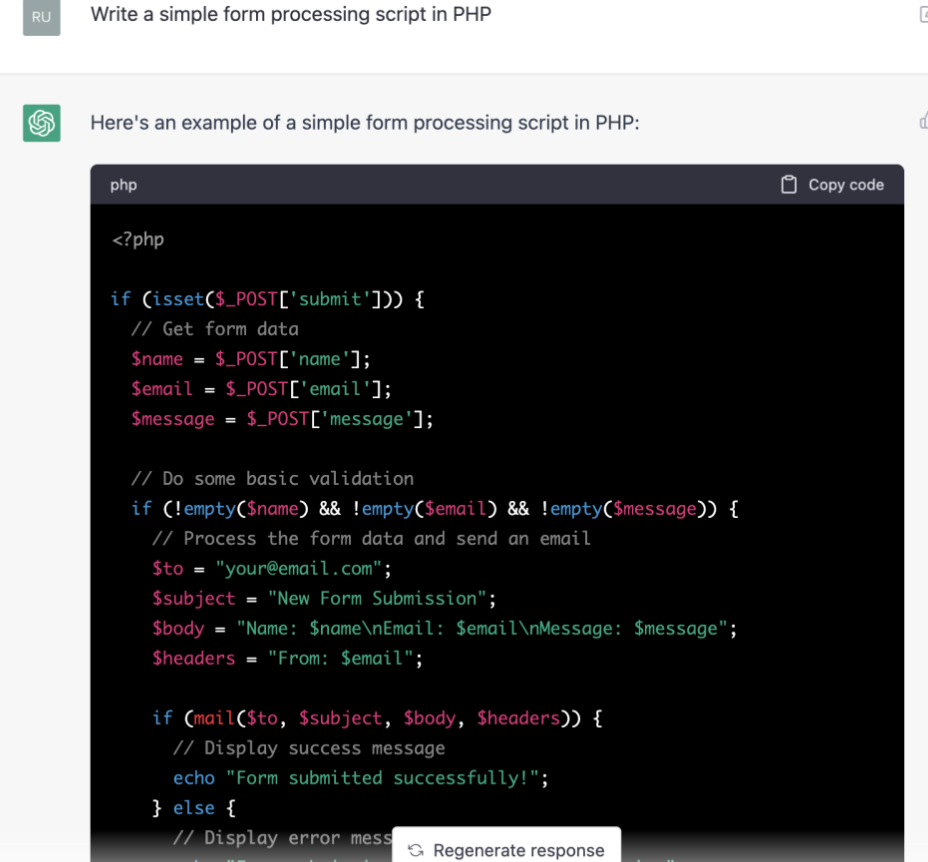 RU
Write a simple form processing script in PHP
Here's an example of a simple form processing script in PHP:
php
Copy code
<?php
if (isset($_POST['submit'])) {
// Get form data
$name = $_POST['name'];
$email = $_POST['email'];
$message = $_POST['message'];
// Do some basic validation
if (!empty($name) && !empty($email) && !empty($message)) {
// Process the form data and send an email
$to = "your@email.com";
$subject = "New Form Submission";
$body = "Name: $name\nEmail: $email\nMessage: $message";
$headers = "From: $email";
if (mail($to, $subject, $body, $headers)) {
// Display success message
echo "Form submitted successfully!";
} else {
// Display error mess
Regenerate response